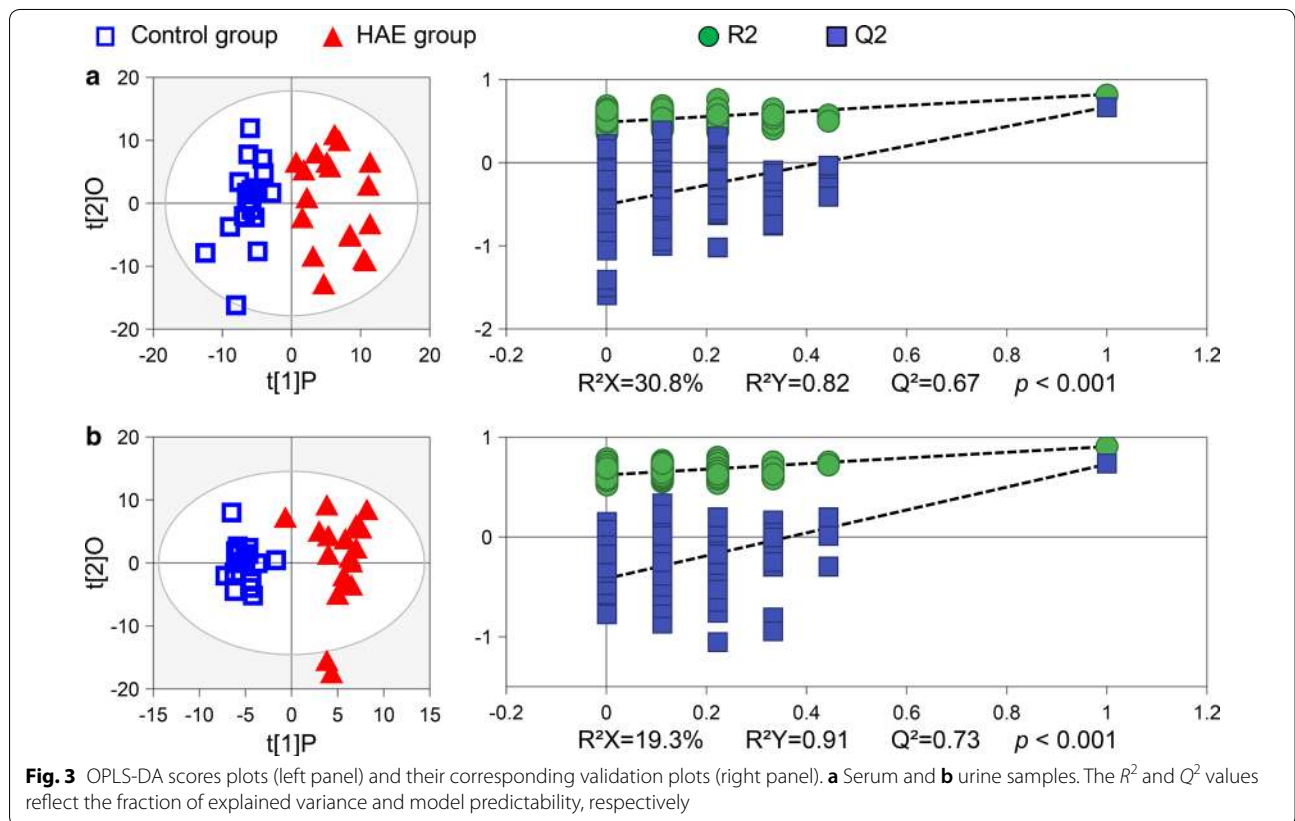 Control group HAE group R2 Q2
a
20
10
0
-10
-20
t[2]O
-20 -10 0 10 20
t[1]P
1
0
-1
-2
-0.2 0 0.2 0.4 0.6 0.8 1 1.2
R²X=30.8% R²Y=0.82 Q²=0.67 p < 0.001
b
20
10
0
-10
-20
t[2]O
-15 -10 -5 0 5 10 15
t[1]P
1
0
-1
-0.2 0 0.2 0.4 0.6 0.8 1 1.2
R²X=19.3% R²Y=0.91 Q²=0.73 p < 0.001
Fig. 3 OPLS-DA scores plots (left panel) and their corresponding validation plots (right panel). a Serum and b urine samples. The R² and Q² values
reflect the fraction of explained variance and model predictability, respectively